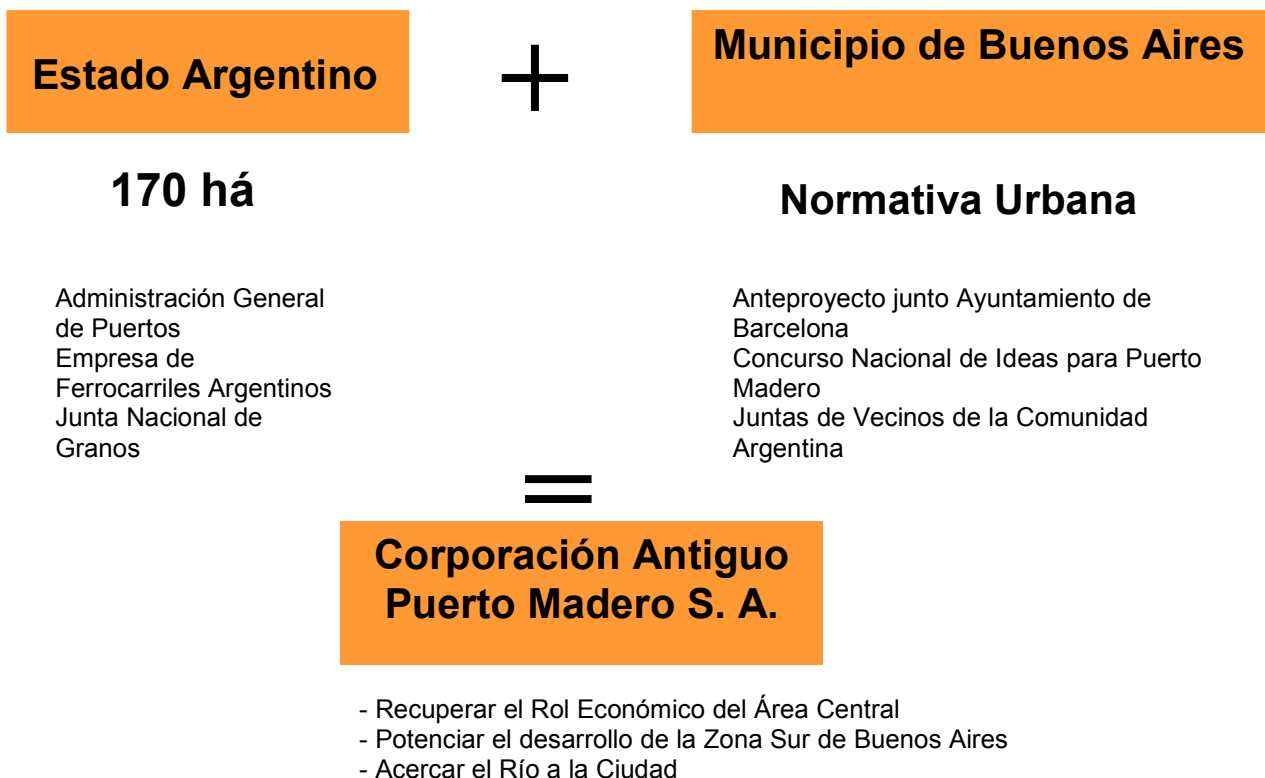 Estado Argentino
+
Municipio de Buenos Aires
170 há
Normativa Urbana
Administración General
de Puertos
Empresa de
Ferrocarriles Argentinos
Junta Nacional de
Granos
Anteproyecto junto Ayuntamiento de
Barcelona
Concurso Nacional de Ideas para Puerto
Madero
Juntas de Vecinos de la Comunidad
Argentina
=
Corporación Antiguo
Puerto Madero S. A.
- Recuperar el Rol Económico del Área Central
- Potenciar el desarrollo de la Zona Sur de Buenos Aires
- Acercar el Río a la Ciudad